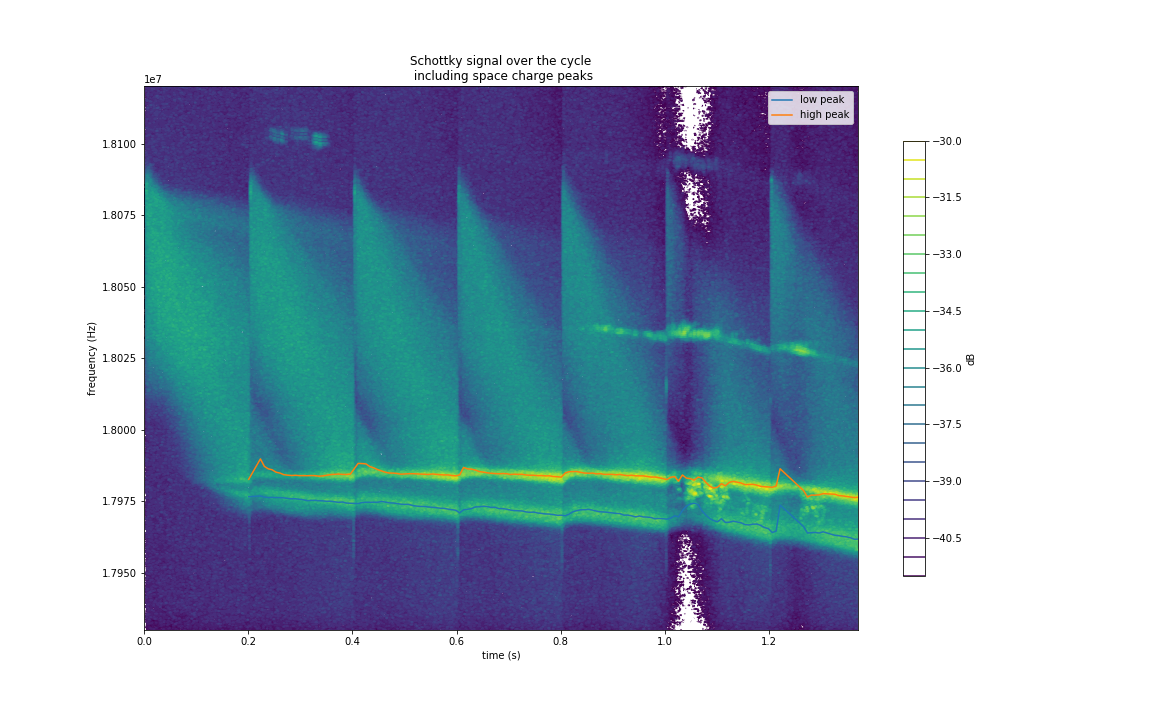 Schottky signal over the cycle
including space charge peaks
1e7
low peak
high peak
1.8100
1.8075
1.8050
1.8025
1.8000
1.7975
1.7950
frequency (Hz)
0.0 0.2 0.4 0.6 0.8 1.0 1.2
time (s)
−30.0
−31.5
−33.0
−34.5
−36.0
−37.5
−39.0
−40.5
dB